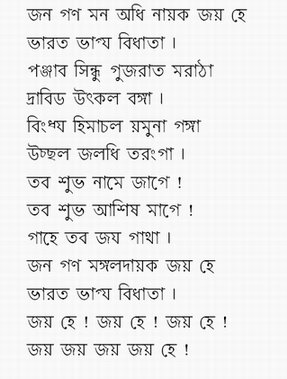 জন গণ মন অধি নায়ক জয় হে
ভারত ভাগ্য বিধাতা ।
পঞ্জাব সিন্ধু গুজরাত মরাঠা
দ্রাবিড উৎকল বঙ্গা ।
বিংধ্য হিমাচল য়মুনা গঙ্গা
উচ্ছল জলধি তরংগা ।
তব শুভ নামে জাগে !
তব শুভ আশিষ মাগে !
গাহে তব জয গাথা ।
জন গণ মঙ্গলদায়ক জয় হে
ভারত ভাগ্য বিধাতা ।
জয় হে ! জয় হে ! জয় হে !
জয় জয় জয় জয় হে !